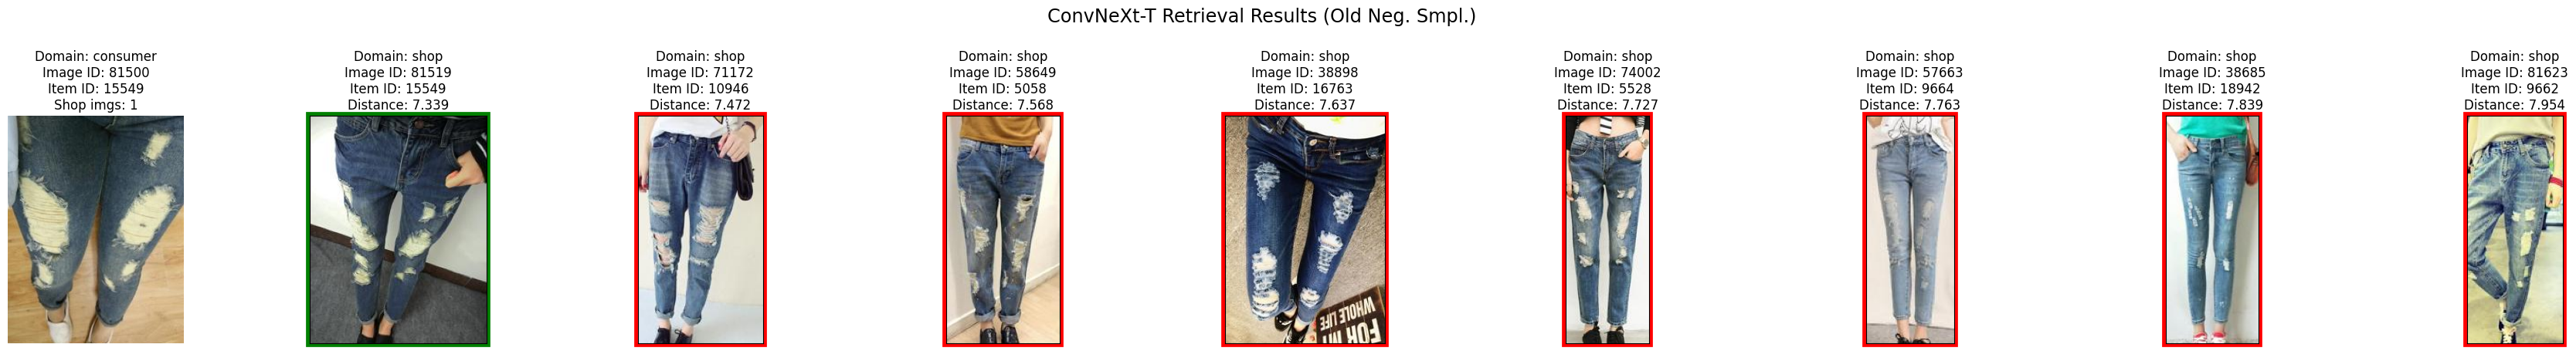 ConvNeXt-T Retrieval Results (Old Neg. Smpl.)
Domain: consumer
Image ID: 81500
Item ID: 15549
Shop imgs: 1
Domain: shop
Image ID: 81519
Item ID: 15549
Distance: 7.339
Domain: shop
Image ID: 71172
Item ID: 10946
Distance: 7.472
Domain: shop
Image ID: 58649
Item ID: 5058
Distance: 7.568
Domain: shop
Image ID: 38898
Item ID: 16763
Distance: 7.637
Domain: shop
Image ID: 74002
Item ID: 5528
Distance: 7.727
Domain: shop
Image ID: 57663
Item ID: 9664
Distance: 7.763
Domain: shop
Image ID: 38685
Item ID: 18942
Distance: 7.839
Domain: shop
Image ID: 81623
Item ID: 9662
Distance: 7.954
WHOLE LIFE
FOR MY